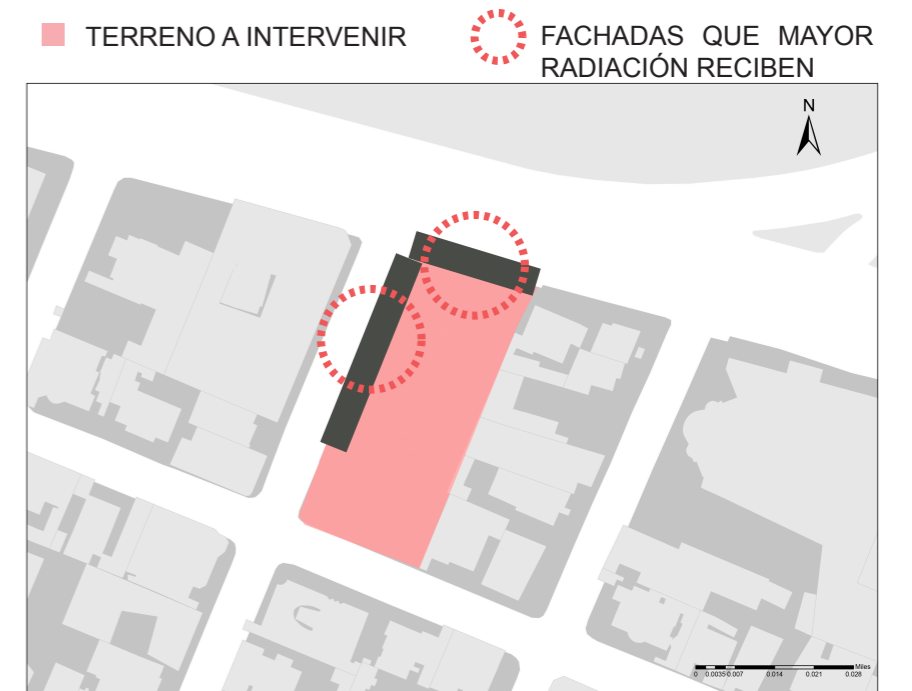 TERRENO A INTERVENIR
FACHADAS QUE MAYOR
RADIACIÓN RECIBEN
N
Miles
0 0.0035 0.007 0.014 0.021 0.028